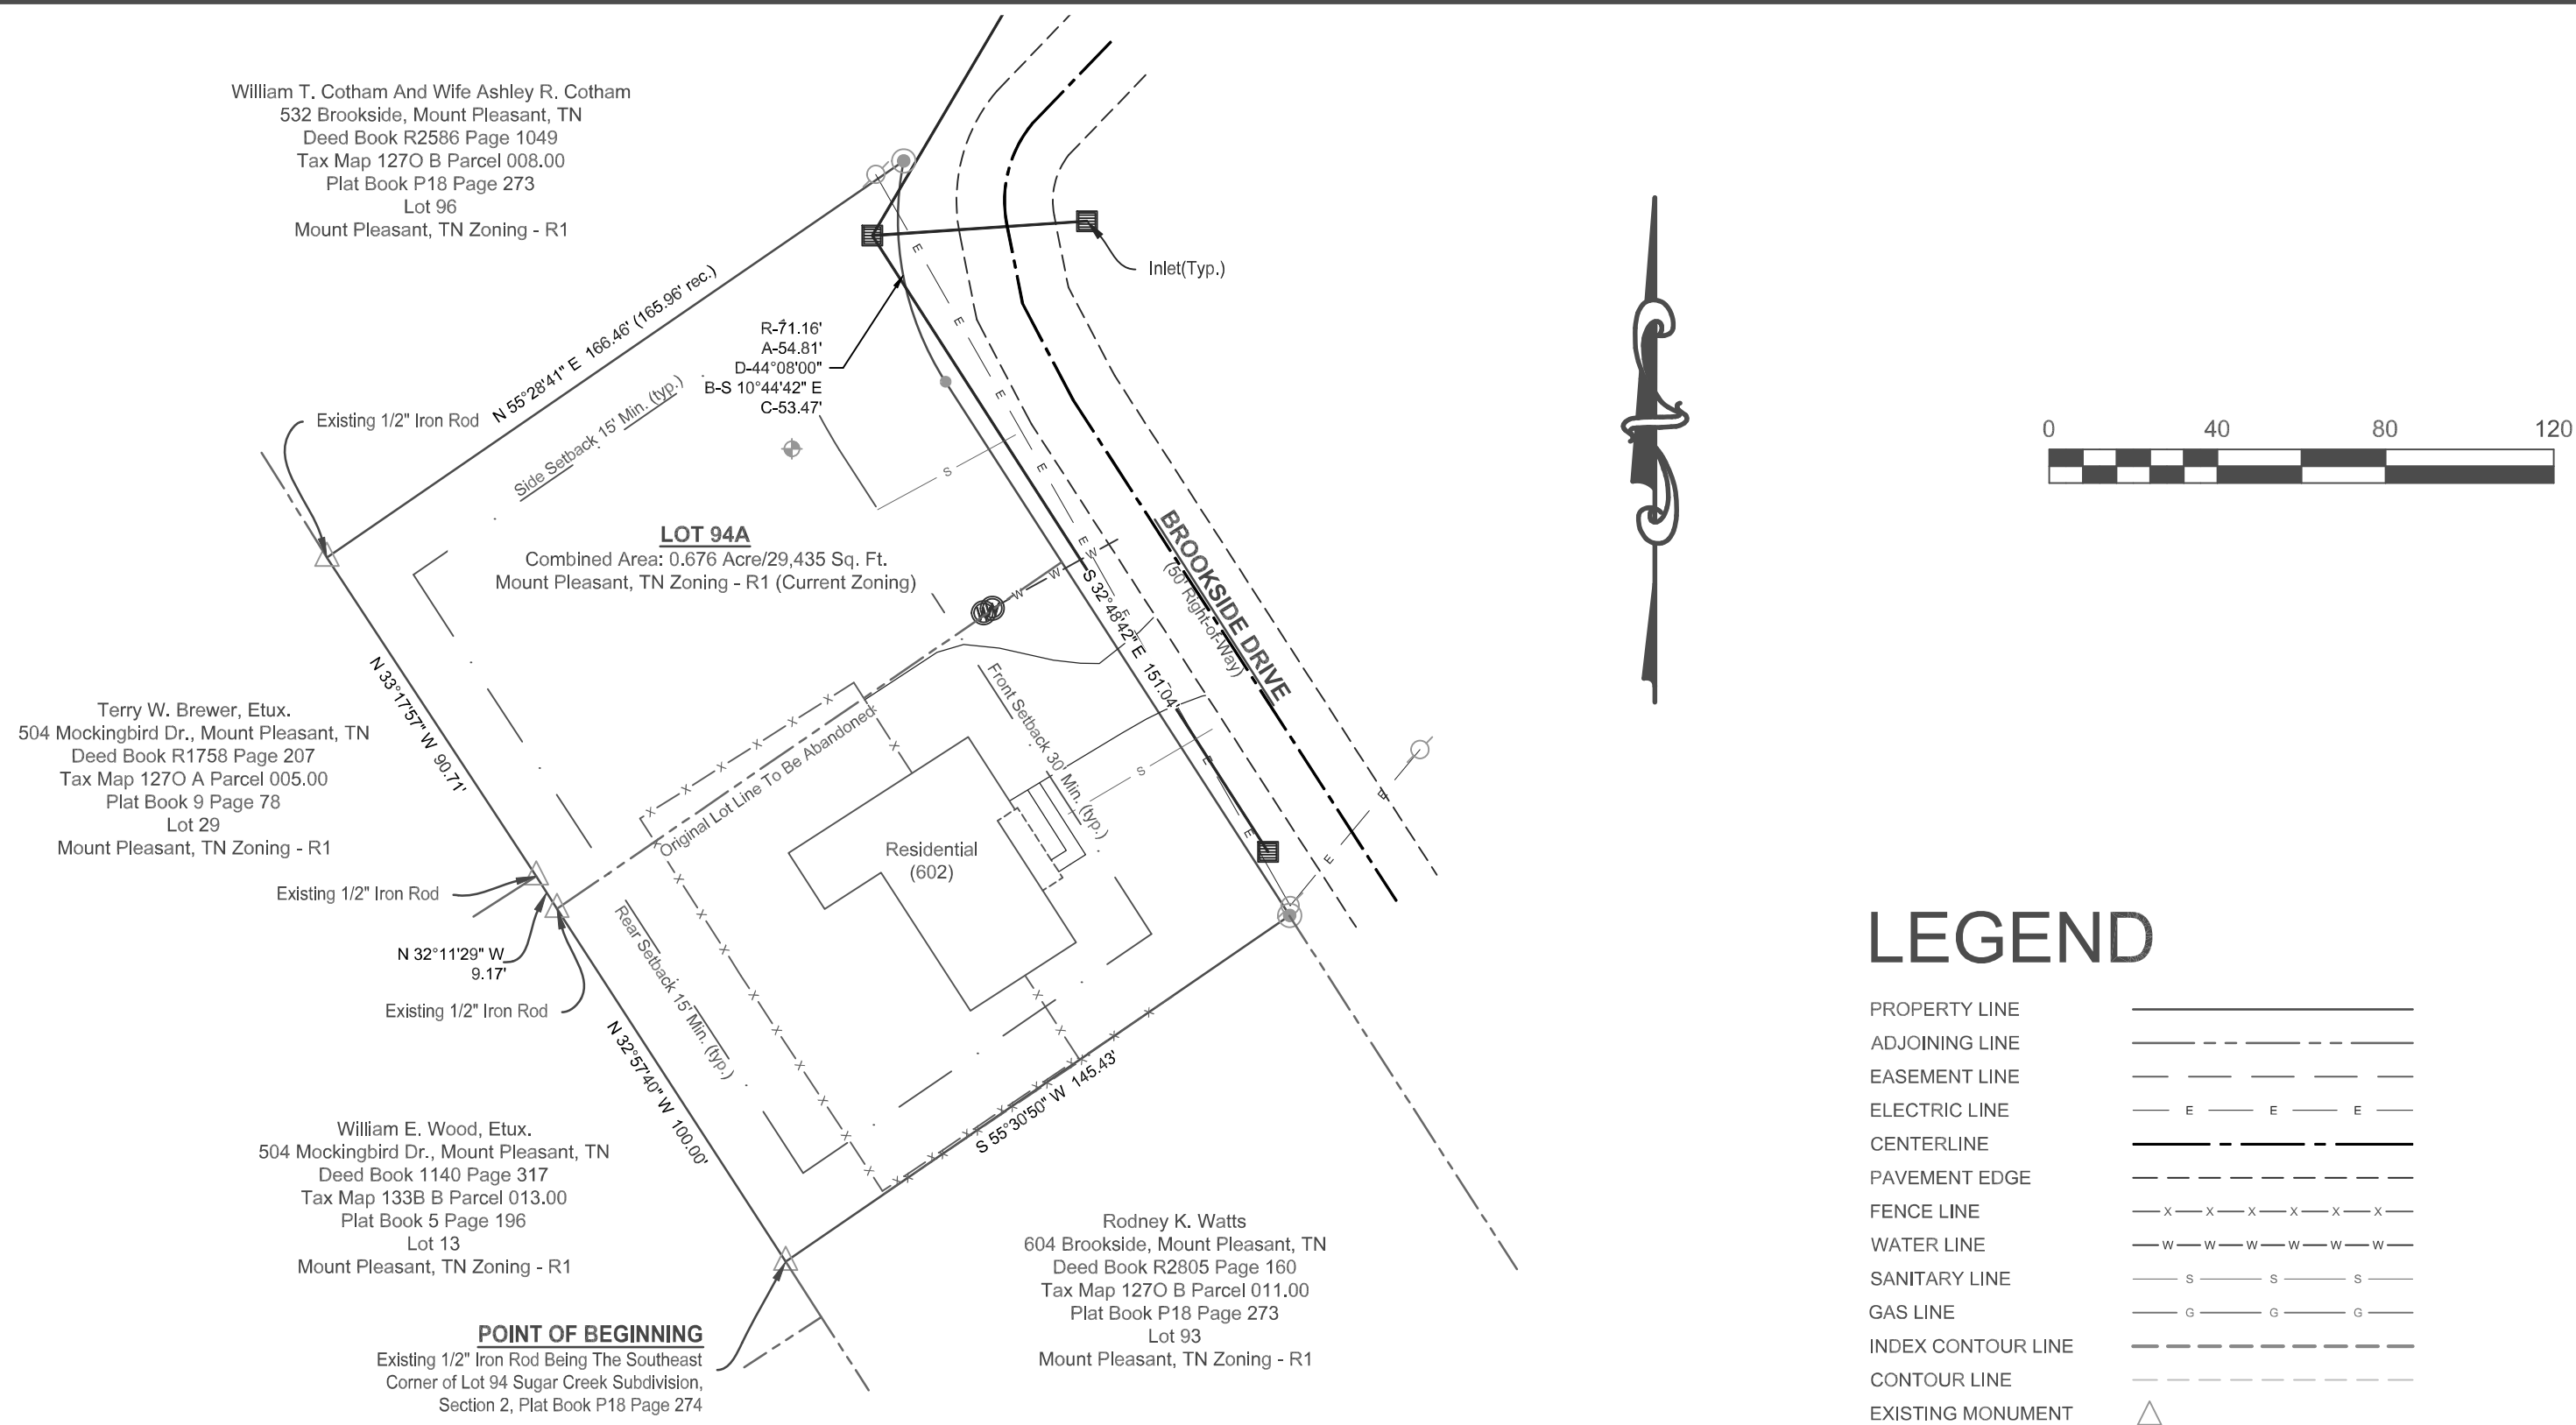 William T. Cotham And Wife Ashley R. Cotham
532 Brookside, Mount Pleasant, TN
Deed Book R2586 Page 1049
Tax Map 127O B Parcel 008.00
Plat Book P18 Page 273
Lot 96
Mount Pleasant, TN Zoning - R1
Inlet(Typ.)
N 55°28'41" E 166.46' (165.96' rec.)
R-71.16'
A-54.81'
D-44°08'00"
B-S 10°44'42" E
C-53.47'
Side Setback 15' Min. (typ.)
Existing 1/2" Iron Rod
0 40 80 120
LOT 94A
Combined Area: 0.676 Acre/29,435 Sq. Ft.
Mount Pleasant, TN Zoning - R1 (Current Zoning)
BROOKSIDE DRIVE
(50' Right-of-Way)
S 32°48'42" E 151.04'
N 33°17'57" W 90.71'
Front Setback 30' Min. (typ.)
Original Lot Line To Be Abandoned
Terry W. Brewer, Etux.
504 Mockingbird Dr., Mount Pleasant, TN
Deed Book R1758 Page 207
Tax Map 127O A Parcel 005.00
Plat Book 9 Page 78
Lot 29
Mount Pleasant, TN Zoning - R1
Residential
(602)
Existing 1/2" Iron Rod
N 32°11'29" W
9.17'
Existing 1/2" Iron Rod
Rear Setback 15' Min. (typ.)
N 32°57'40" W 100.00'
S 55°30'50" W 145.43'
William E. Wood, Etux.
504 Mockingbird Dr., Mount Pleasant, TN
Deed Book 1140 Page 317
Tax Map 133B B Parcel 013.00
Plat Book 5 Page 196
Lot 13
Mount Pleasant, TN Zoning - R1
Rodney K. Watts
604 Brookside, Mount Pleasant, TN
Deed Book R2805 Page 160
Tax Map 127O B Parcel 011.00
Plat Book P18 Page 273
Lot 93
Mount Pleasant, TN Zoning - R1
POINT OF BEGINNING
Existing 1/2" Iron Rod Being The Southeast
Corner of Lot 94 Sugar Creek Subdivision,
Section 2, Plat Book P18 Page 274
LEGEND
PROPERTY LINE
ADJOINING LINE
EASEMENT LINE
ELECTRIC LINE E E E
CENTERLINE
PAVEMENT EDGE
FENCE LINE X X X X X X
WATER LINE W W W W W W
SANITARY LINE S S S
GAS LINE G G G
INDEX CONTOUR LINE
CONTOUR LINE
EXISTING MONUMENT